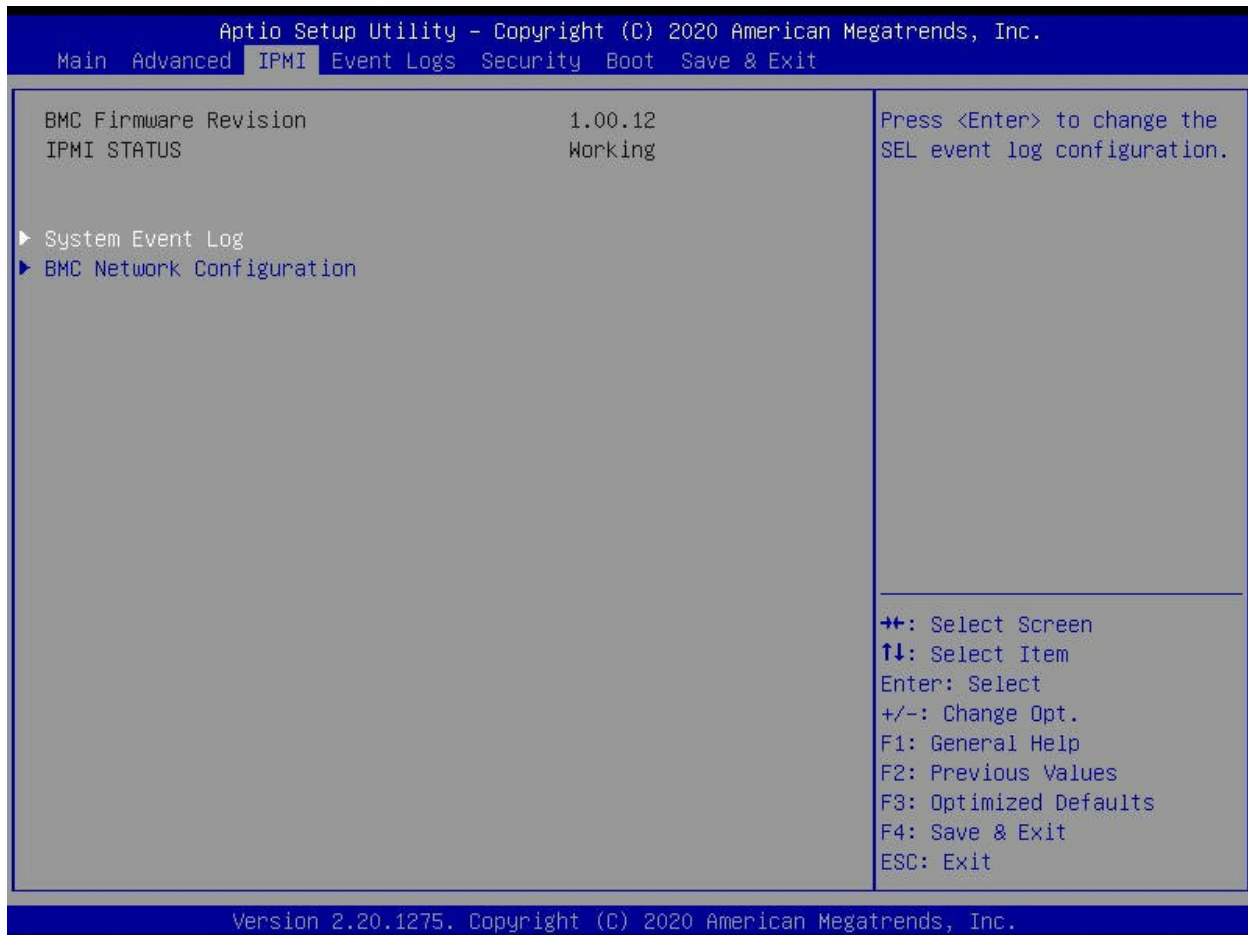 Aptio Setup Utility – Copyright (C) 2020 American Megatrends, Inc.
Main Advanced IPMI Event Logs Security Boot Save & Exit
BMC Firmware Revision 1.00.12
IPMI STATUS Working
▶ System Event Log
▶ BMC Network Configuration
Press <Enter> to change the
SEL event log configuration.
→←: Select Screen
↑↓: Select Item
Enter: Select
+/-: Change Opt.
F1: General Help
F2: Previous Values
F3: Optimized Defaults
F4: Save & Exit
ESC: Exit
Version 2.20.1275. Copyright (C) 2020 American Megatrends, Inc.